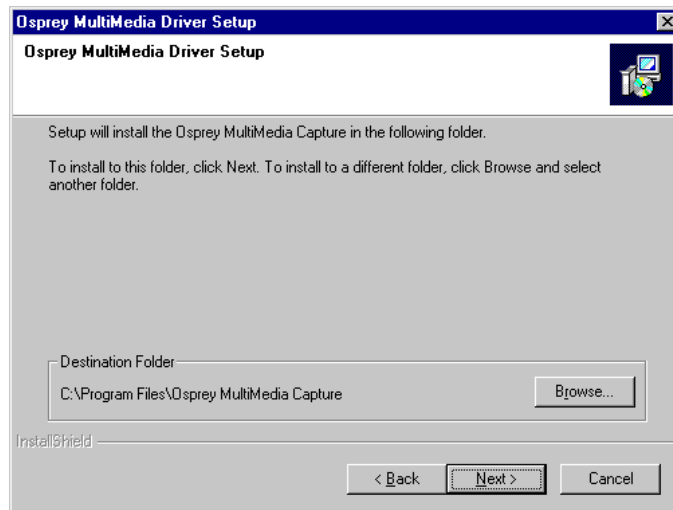 Osprey MultiMedia Driver Setup
Osprey MultiMedia Driver Setup
Setup will install the Osprey MultiMedia Capture in the following folder.
To install to this folder, click Next. To install to a different folder, click Browse and select
another folder.
Destination Folder
C:\Program Files\Osprey MultiMedia Capture
Browse...
InstallShield
< Back
Next >
Cancel